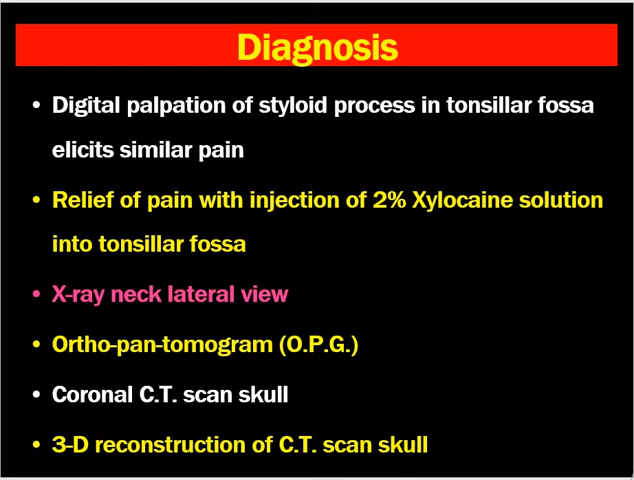 Diagnosis
• Digital palpation of styloid process in tonsillar fossa
elicits similar pain
• Relief of pain with injection of 2% Xylocaine solution
into tonsillar fossa
• X-ray neck lateral view
• Ortho-pan-tomogram (O.P.G.)
• Coronal C.T. scan skull
• 3-D reconstruction of C.T. scan skull